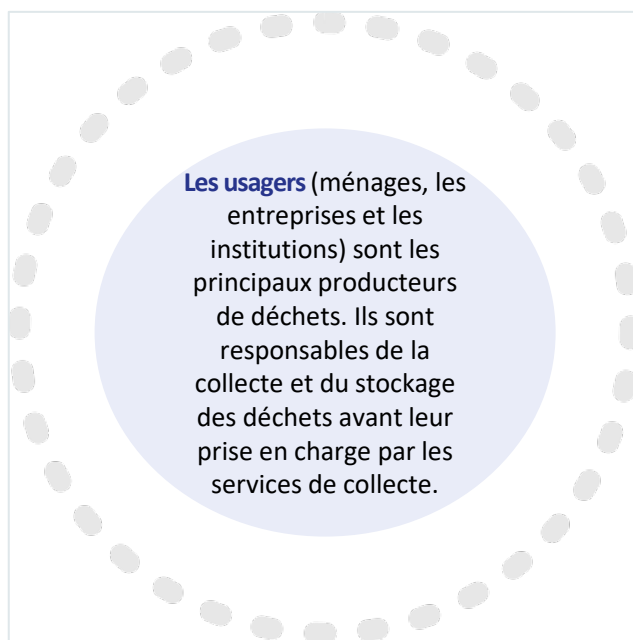 Les usagers (ménages, les
entreprises et les
institutions) sont les
principaux producteurs
de déchets. Ils sont
responsables de la
collecte et du stockage
des déchets avant leur
prise en charge par les
services de collecte.